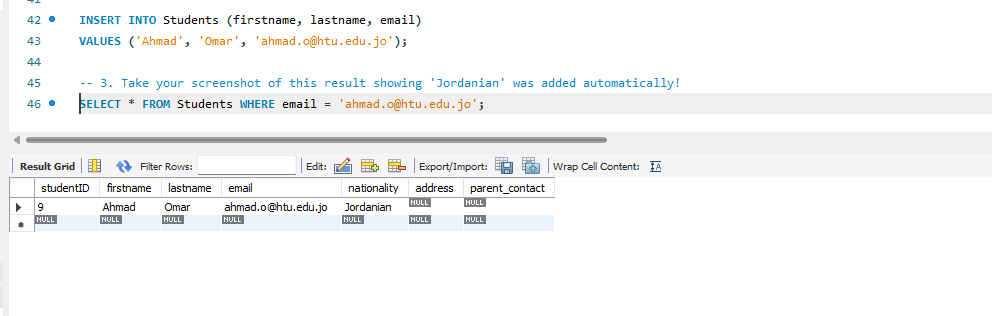 42 INSERT INTO Students (firstname, lastname, email)
43 VALUES ('Ahmad', 'Omar', 'ahmad.o@htu.edu.jo');
44
45 -- 3. Take your screenshot of this result showing 'Jordanian' was added automatically!
46 SELECT * FROM Students WHERE email = 'ahmad.o@htu.edu.jo';
Result Grid Filter Rows: Edit: Export/Import: Wrap Cell Content: IA
studentID firstname lastname email nationality address parent_contact
9 Ahmad Omar ahmad.o@htu.edu.jo Jordanian NULL NULL
NULL NULL NULL NULL NULL NULL NULL